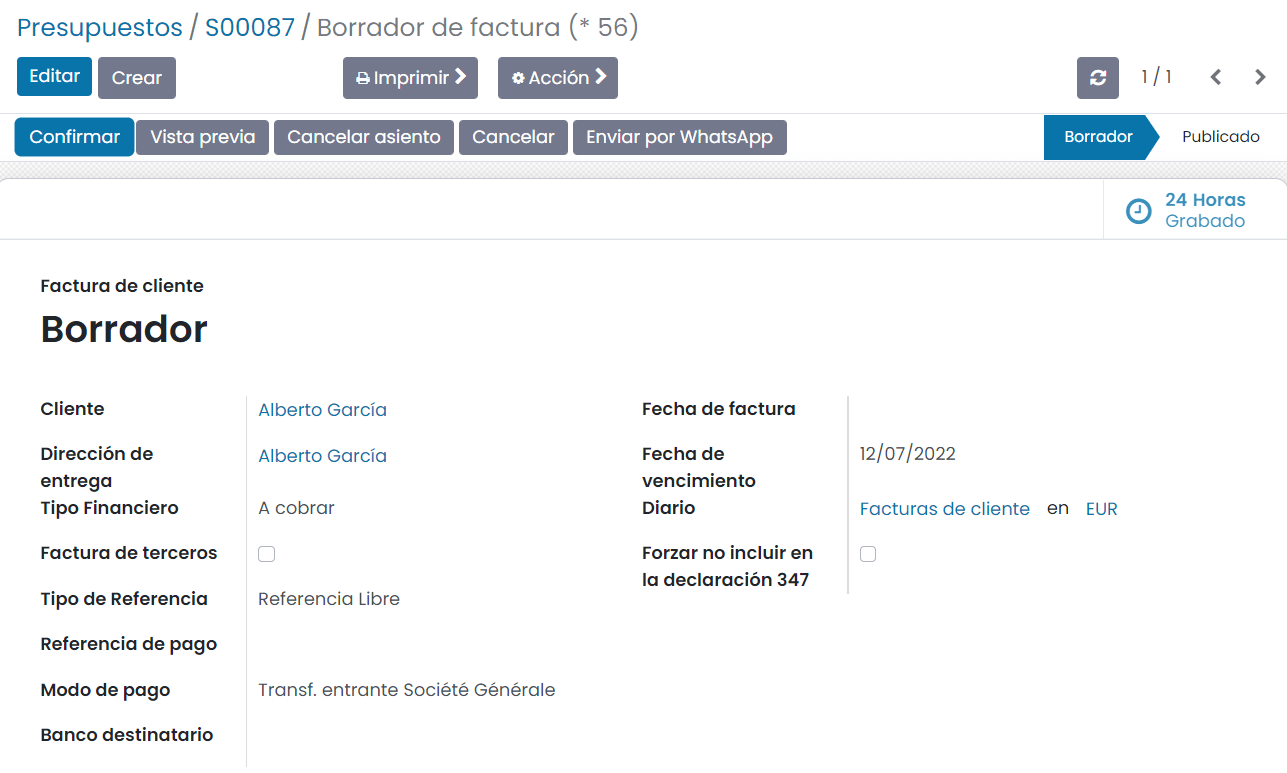 Presupuestos / S00087 / Borrador de factura (* 56)
Editar Crear Imprimir Acción 1 / 1
Confirmar Vista previa Cancelar asiento Cancelar Enviar por WhatsApp Borrador Publicado
24 Horas
Grabado
Factura de cliente
Borrador
Cliente Alberto García
Dirección de
entrega
Alberto García
Tipo Financiero A cobrar
Factura de terceros
Tipo de Referencia Referencia Libre
Referencia de pago
Modo de pago Transf. entrante Société Générale
Banco destinatario
Fecha de factura
Fecha de
vencimiento
12/07/2022
Diario Facturas de cliente en EUR
Forzar no incluir en
la declaración 347